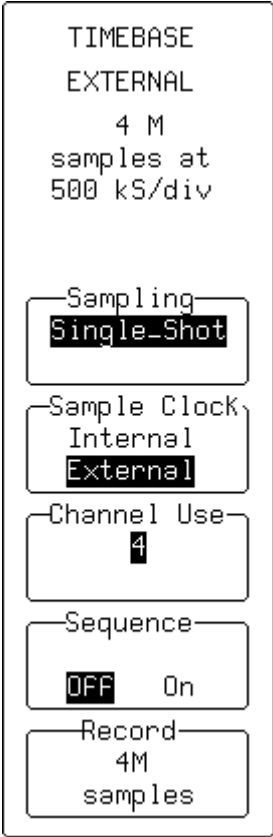 TIMEBASE
EXTERNAL
4 M
samples at
500 kS/div
Sampling
Single_Shot
Sample Clock
Internal
External
Channel Use
4
Sequence
OFF On
Record
4M
samples